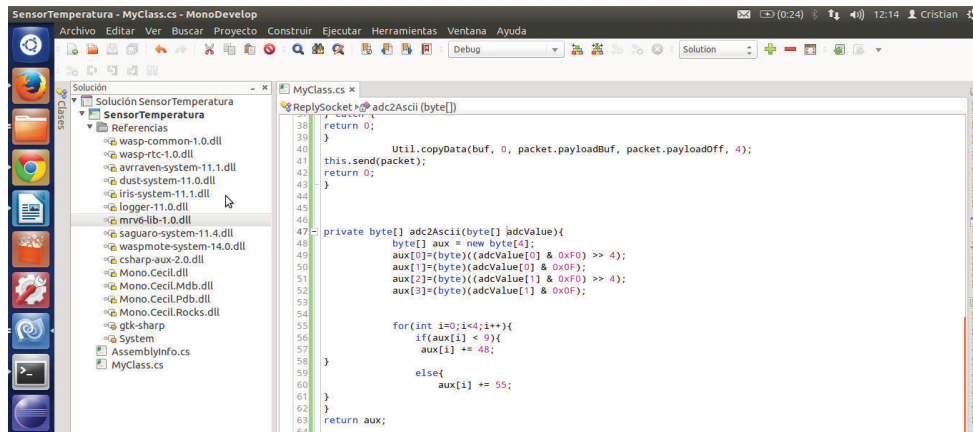 SensorTemperatura - MyClass.cs - MonoDevelop
(0:24) 12:14 Cristian
Archivo Editar Ver Buscar Proyecto Construir Ejecutar Herramientas Ventana Ayuda
Debug Solution
Solución
Clases
Solución SensorTemperatura
SensorTemperatura
Referencias
wasp-common-1.0.dll
wasp-rtc-1.0.dll
avrraven-system-11.1.dll
dust-system-11.0.dll
iris-system-11.1.dll
logger-11.0.dll
mrv6-lib-1.0.dll
saguaro-system-11.4.dll
waspmote-system-14.0.dll
csharp-aux-2.0.dll
Mono.Cecil.dll
Mono.Cecil.Mdb.dll
Mono.Cecil.Pdb.dll
Mono.Cecil.Rocks.dll
gtk-sharp
System
AssemblyInfo.cs
MyClass.cs
MyClass.cs ×
ReplySocket adc2Ascii (byte[])
37 } catch {
38 return 0;
39 }
40 Util.copyData(buf, 0, packet.payloadBuf, packet.payloadOff, 4);
41 this.send(packet);
42 return 0;
43 }
44
45
46
47 private byte[] adc2Ascii(byte[] adcValue){
48 byte[] aux = new byte[4];
49 aux[0]=(byte)((adcValue[0] & 0xF0) >> 4);
50 aux[1]=(byte)(adcValue[0] & 0x0F);
51 aux[2]=(byte)((adcValue[1] & 0xF0) >> 4);
52 aux[3]=(byte)(adcValue[1] & 0x0F);
53
54
55 for(int i=0;i<4;i++){
56 if(aux[i] < 9){
57 aux[i] += 48;
58 }
59 else{
60 aux[i] += 55;
61 }
62 }
63 return aux;
64